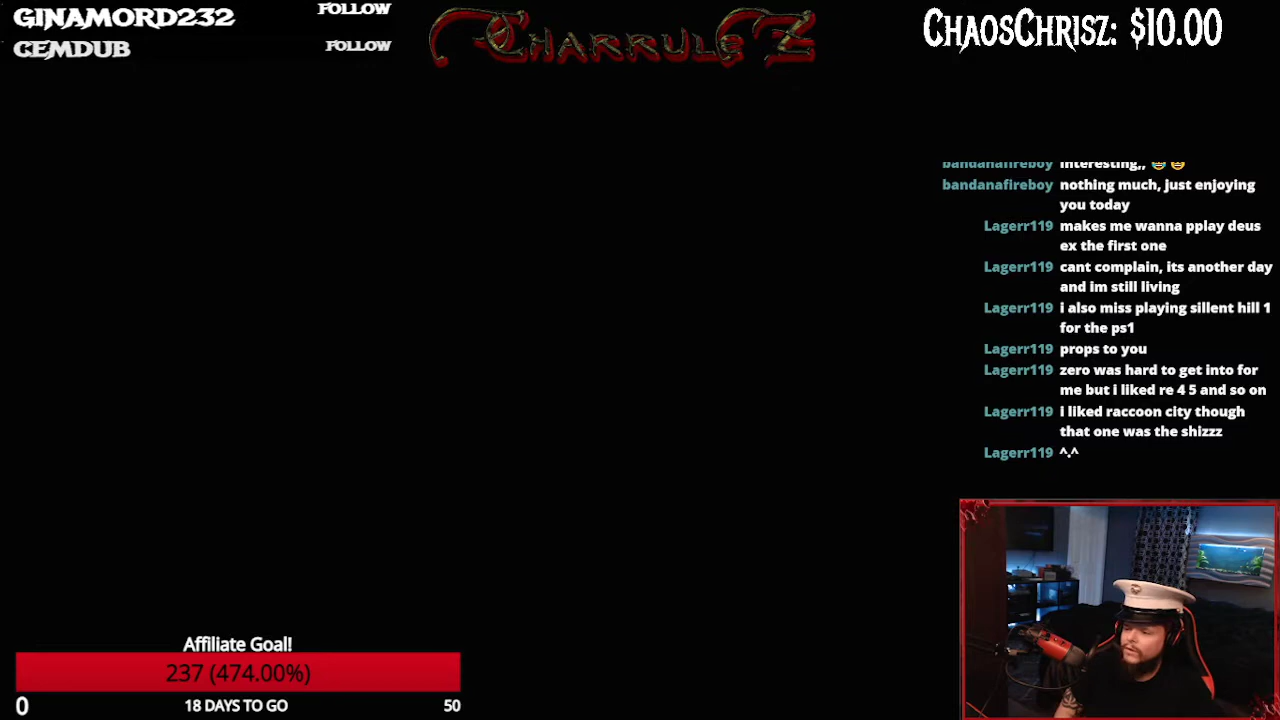 GINAMORD232 FOLLOW
CEMDUB FOLLOW
CHARRULEZ
CHAOSCHRISZ: $10.00
bandanafireboy interesting,, 
bandanafireboy nothing much, just enjoying
you today
Lagerr119 makes me wanna pplay deus
ex the first one
Lagerr119 cant complain, its another day
and im still living
Lagerr119 i also miss playing sillent hill 1
for the ps1
Lagerr119 props to you
Lagerr119 zero was hard to get into for
me but i liked re 4 5 and so on
Lagerr119 i liked raccoon city though
that one was the shizzz
Lagerr119 ^.^
Affiliate Goal!
237 (474.00%)
0 18 DAYS TO GO 50